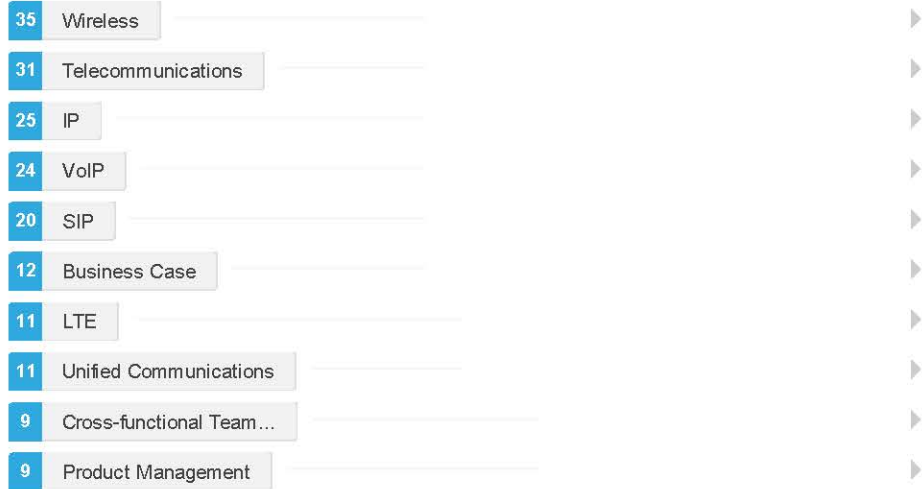 35 Wireless
31 Telecommunications
25 IP
24 VoIP
20 SIP
12 Business Case
11 LTE
11 Unified Communications
9 Cross-functional Team...
9 Product Management